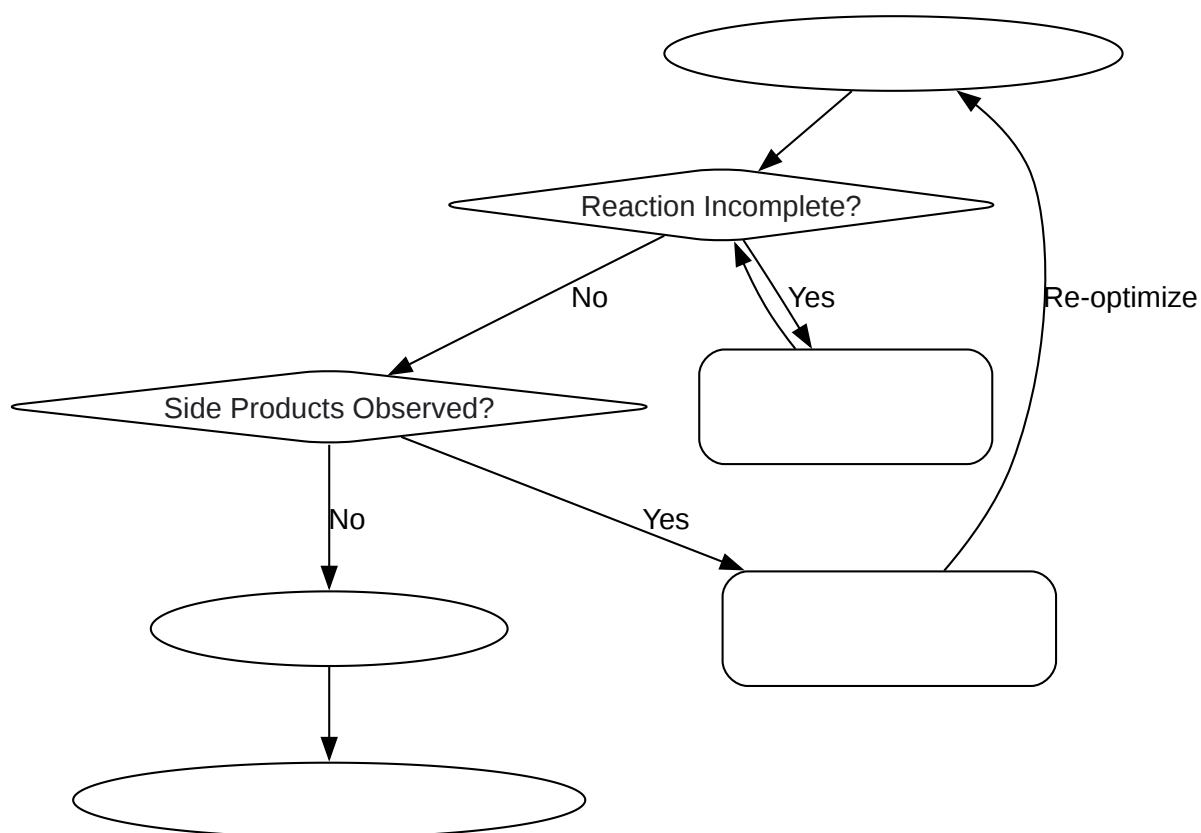 Reaction Incomplete?
No
Yes
Re-optimize
Side Products Observed?
No
Yes